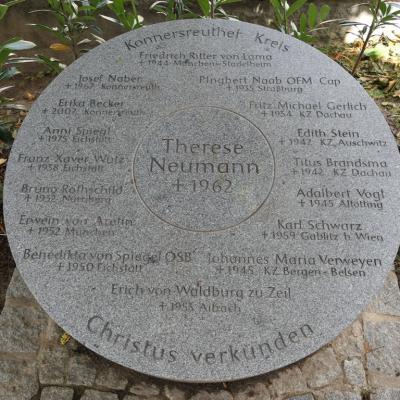 Konnersreuther Kreis
Friedrich Ritter von Lama
+1944 München-Stadelheim
Josef Naber
+1967 Konnersreuth
Ingbert Naab OFM Cap
+1935 Straßburg
Erika Becker
+2007 Konnersreuth
Fritz Michael Gerlich
+1934 KZ Dachau
Anni Spiegl
+1975 Eichstätt
Edith Stein
+1942 KZ Auschwitz
Franz Xaver Wutz
+1938 Eichstätt
Titus Brandsma
+1942 KZ Dachau
Bruno Rothschild
+1932 Nürnberg
Adalbert Vogl
+1945 Altötting
Erwein von Aretin
+1952 München
Karl Schwarz
+1959 Gablitz b Wien
Benedikta von Spiegel OSB
+1950 Eichstätt
Johannes Maria Verweyen
+1945 KZ Bergen-Belsen
Erich von Waldburg zu Zeil
+1953 Aibach
Therese
Neumann
+1962
Christus verkünden